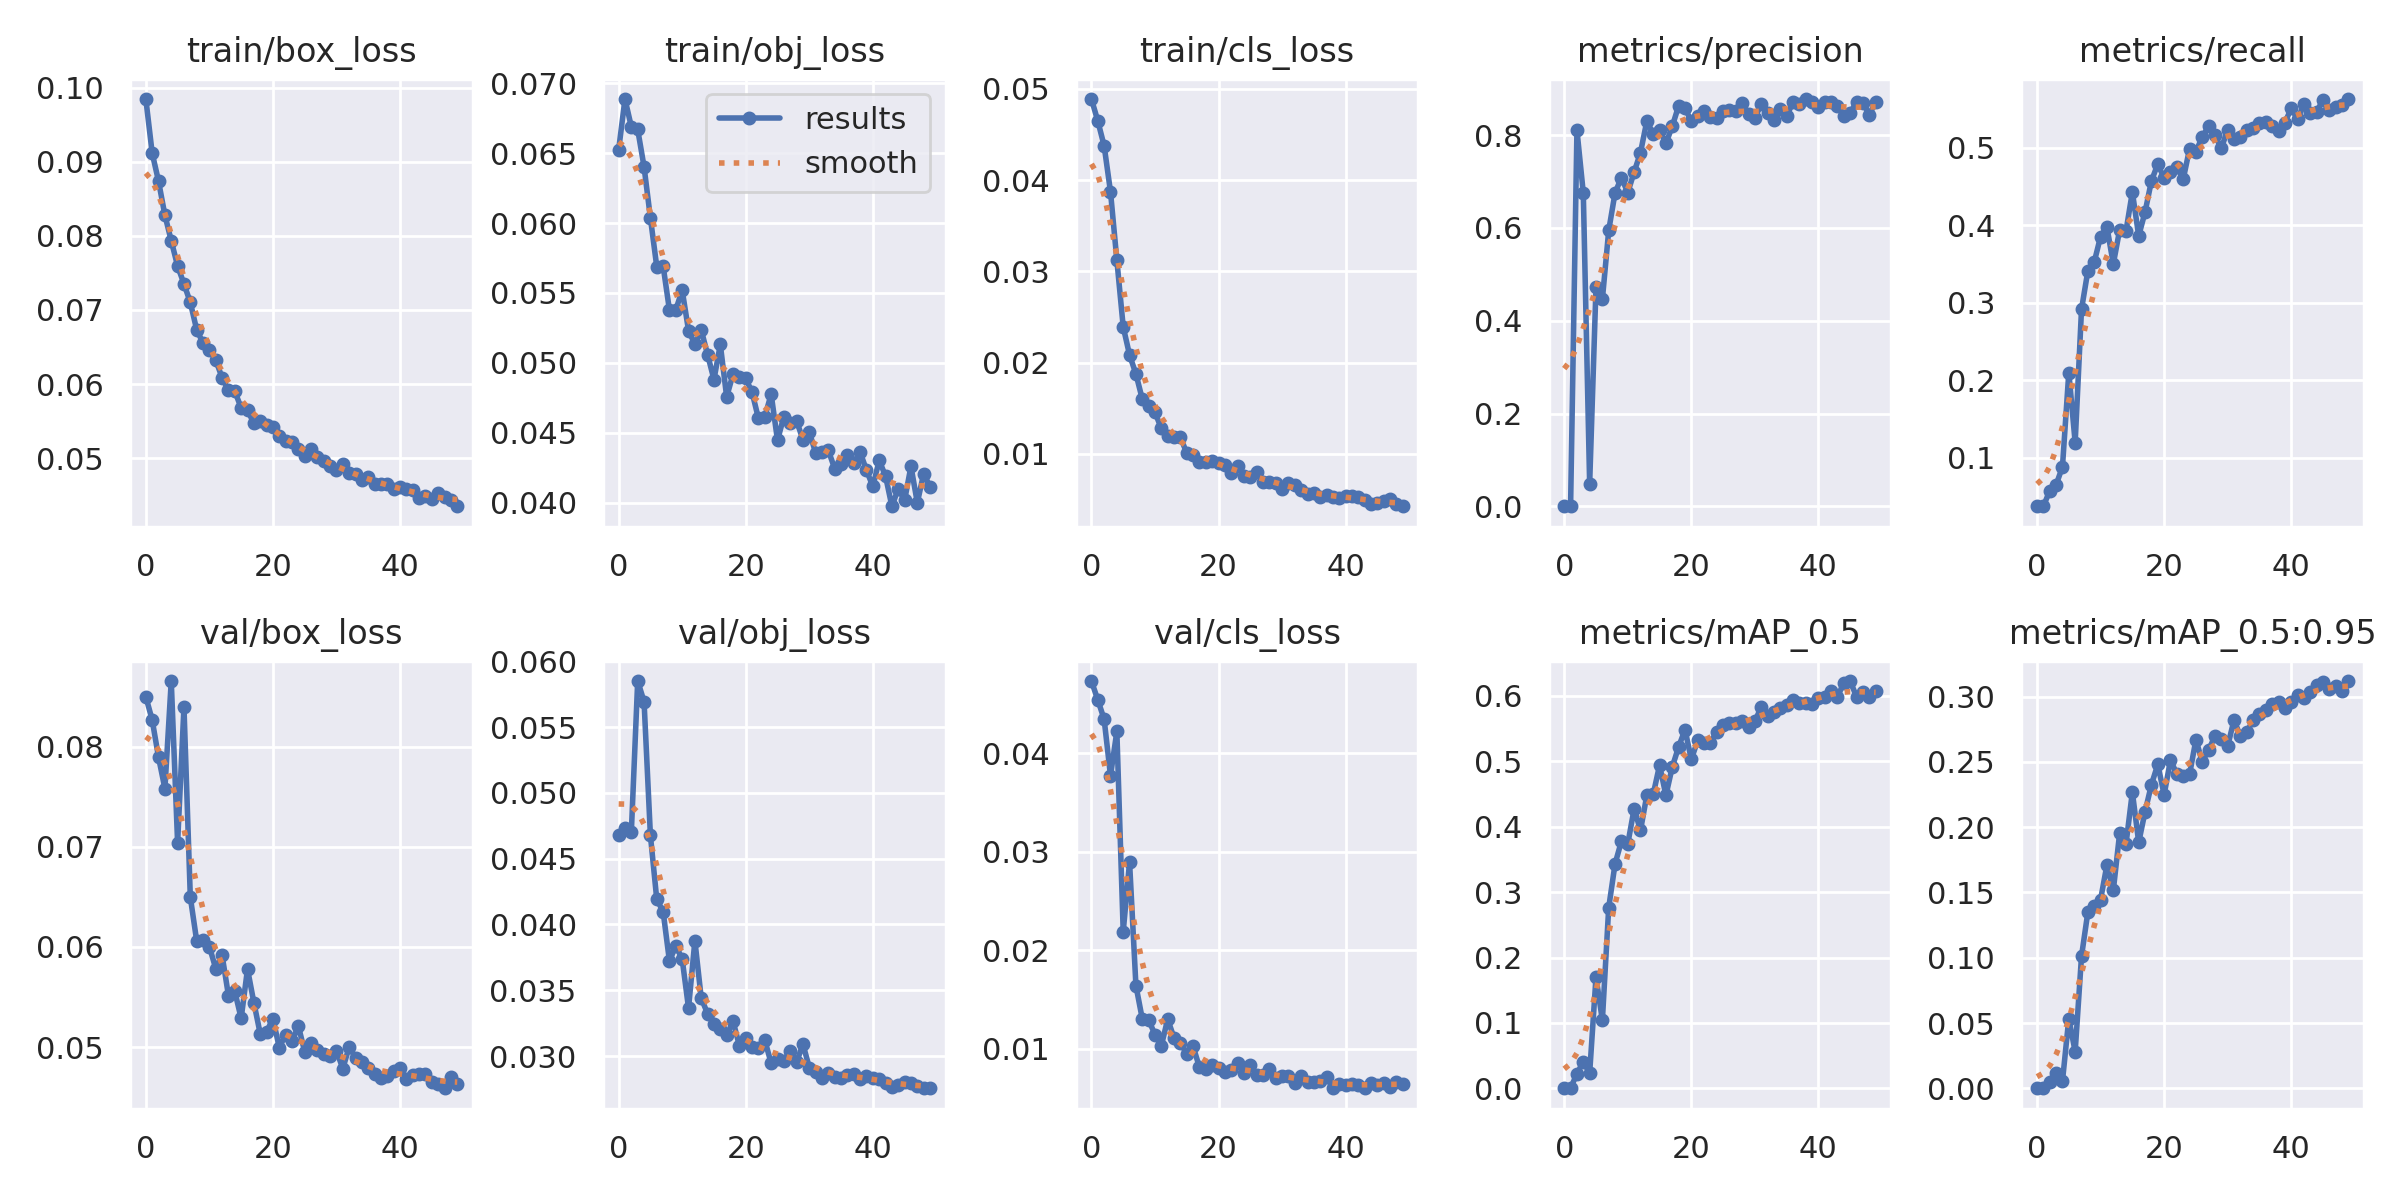 train/box_loss
0.10
0.09
0.08
0.07
0.06
0.05
0 20 40
train/obj_loss
0.070
0.065
0.060
0.055
0.050
0.045
0.040
0 20 40
results
smooth
train/cls_loss
0.05
0.04
0.03
0.02
0.01
0 20 40
metrics/precision
0.8
0.6
0.4
0.2
0.0
0 20 40
metrics/recall
0.5
0.4
0.3
0.2
0.1
0 20 40
val/box_loss
0.08
0.07
0.06
0.05
0 20 40
val/obj_loss
0.060
0.055
0.050
0.045
0.040
0.035
0.030
0 20 40
val/cls_loss
0.04
0.03
0.02
0.01
0 20 40
metrics/mAP_0.5
0.6
0.5
0.4
0.3
0.2
0.1
0.0
0 20 40
metrics/mAP_0.5:0.95
0.30
0.25
0.20
0.15
0.10
0.05
0.00
0 20 40